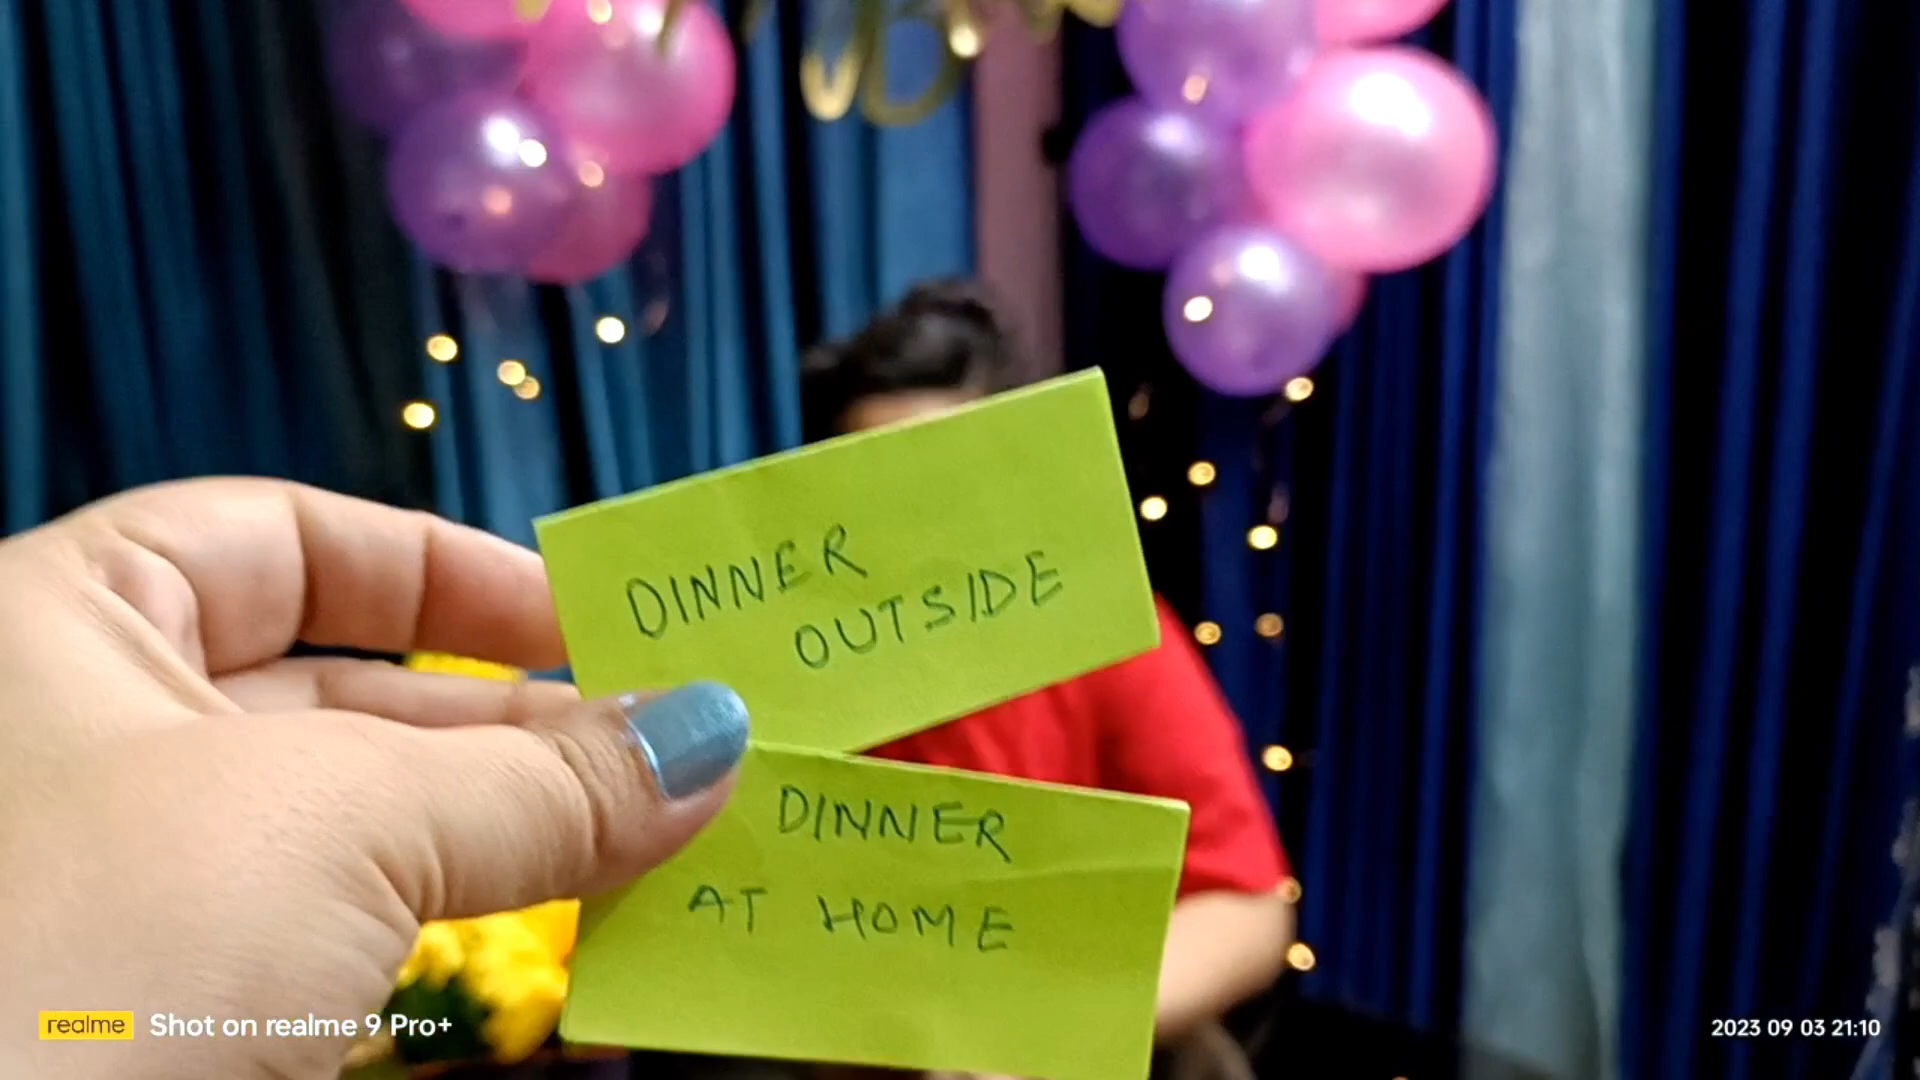 DINNER
OUTSIDE
DINNER
AT HOME
realme Shot on realme 9 Pro+
2023 09 03 21:10